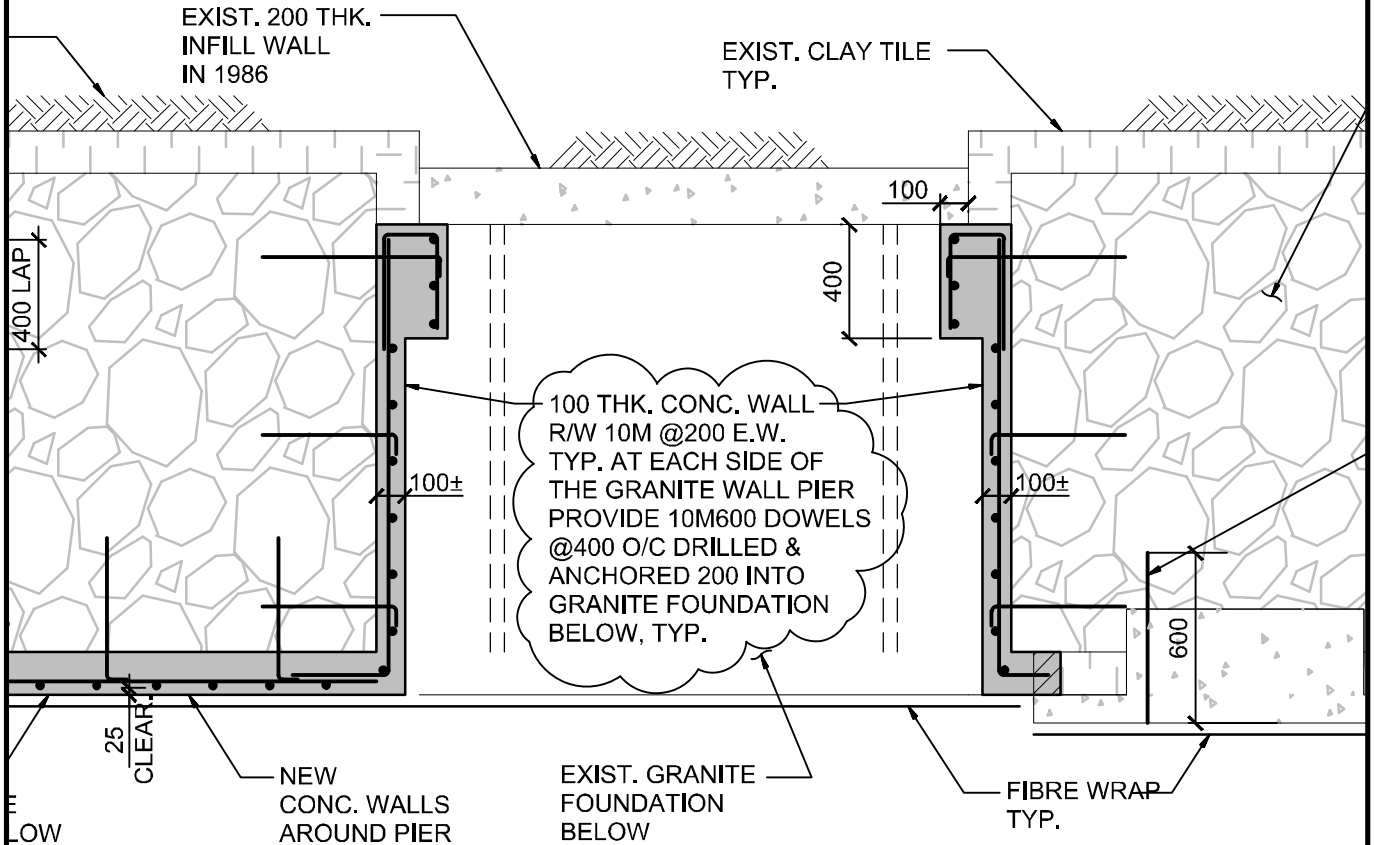 EXIST. 200 THK.
INFILL WALL
IN 1986
EXIST. CLAY TILE
TYP.
100
400 LAP
400
100 THK. CONC. WALL
R/W 10M @200 E.W.
TYP. AT EACH SIDE OF
THE GRANITE WALL PIER
PROVIDE 10M600 DOWELS
@400 O/C DRILLED &
ANCHORED 200 INTO
GRANITE FOUNDATION
BELOW, TYP.
100±
100±
600
25
CLEAR.
NEW
CONC. WALLS
AROUND PIER
EXIST. GRANITE
FOUNDATION
BELOW
FIBRE WRAP
TYP.
E
LOW